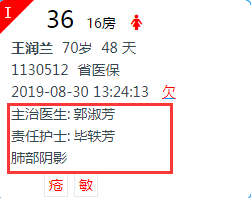 I 36 16房
王润兰 70岁 48 天
1130512 省医保
2019-08-30 13:24:13 欠
主治医生: 郭淑芳
责任护士: 毕轶芳
肺部阴影
疮 敏